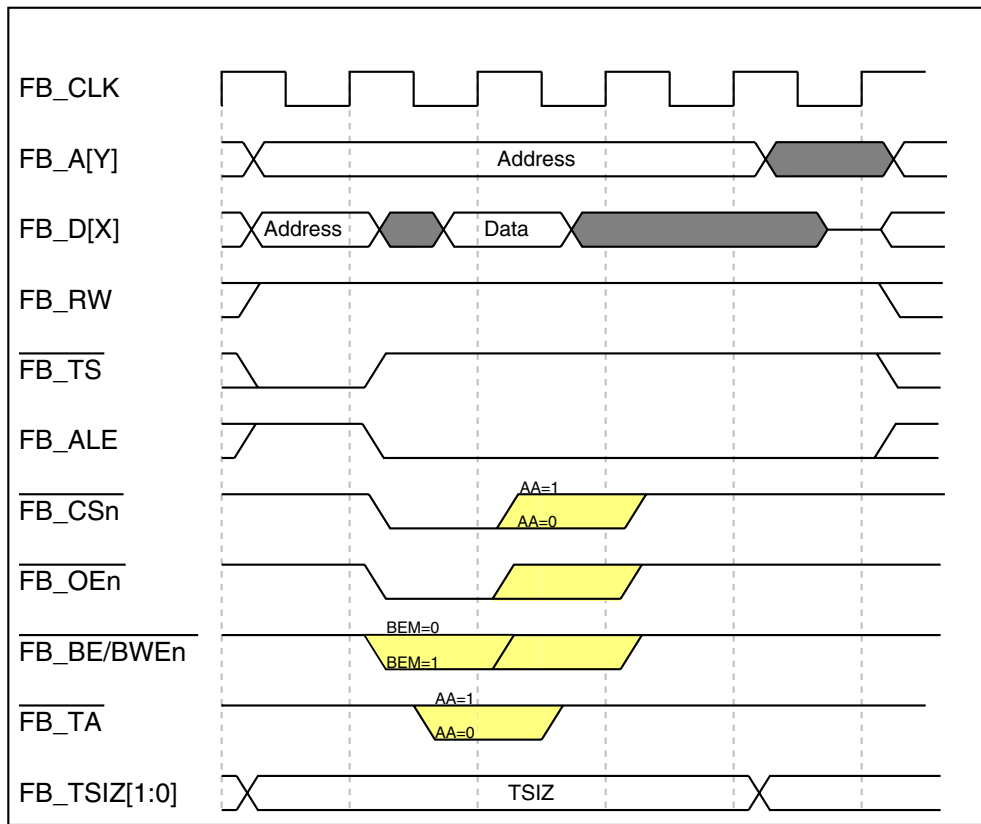 FB_CLK
FB_A[Y]
Address
FB_D[X]
Address
Data
FB_RW
FB_TS
FB_ALE
FB_CSn
AA=1
AA=0
FB_OEn
FB_BE/BWEn
BEM=0
BEM=1
FB_TA
AA=1
AA=0
FB_TSIZ[1:0]
TSIZ